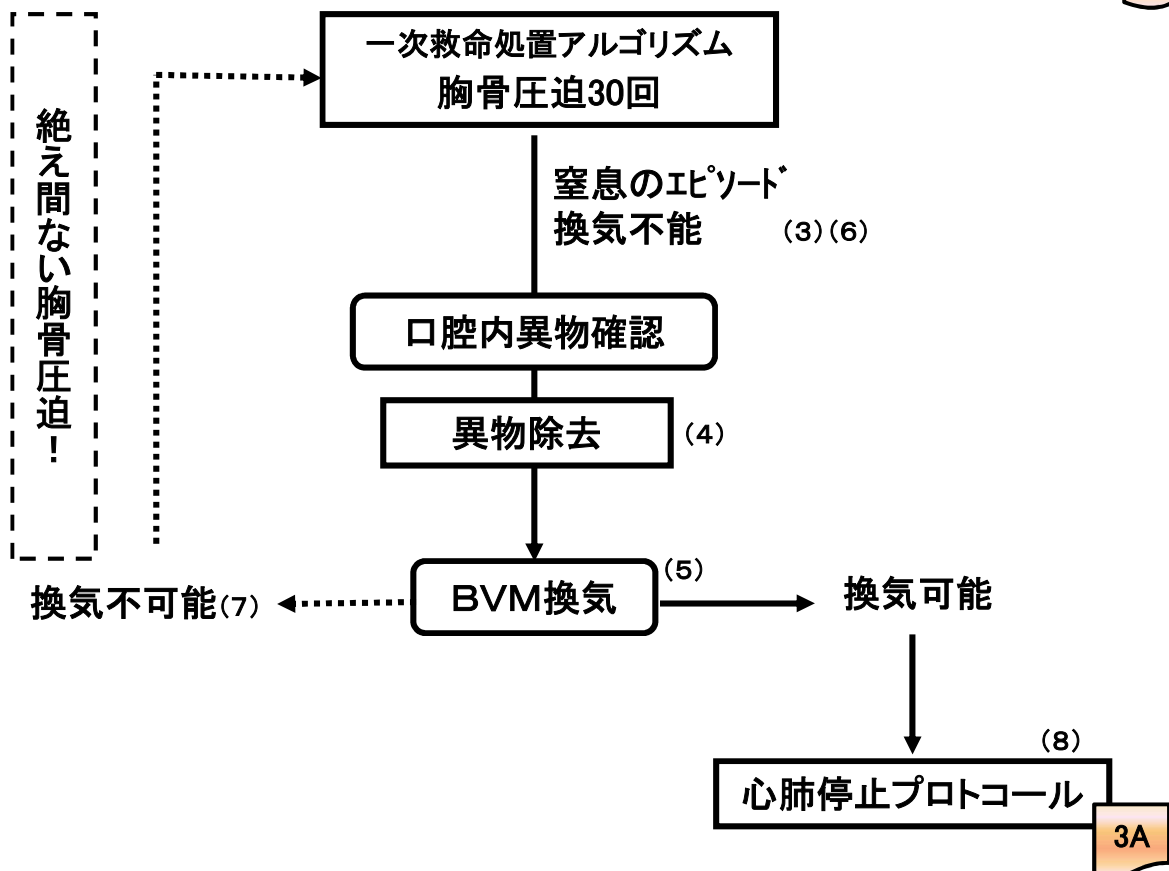 絶え間ない胸骨圧迫！
一次救命処置アルゴリズム
胸骨圧迫30回
窒息のｴﾋﾟｿｰﾄﾞ
換気不能 (3)(6)
口腔内異物確認
異物除去 (4)
BVM換気 (5)
換気不可能(7)
換気可能
(8)
心肺停止プロトコール
3A